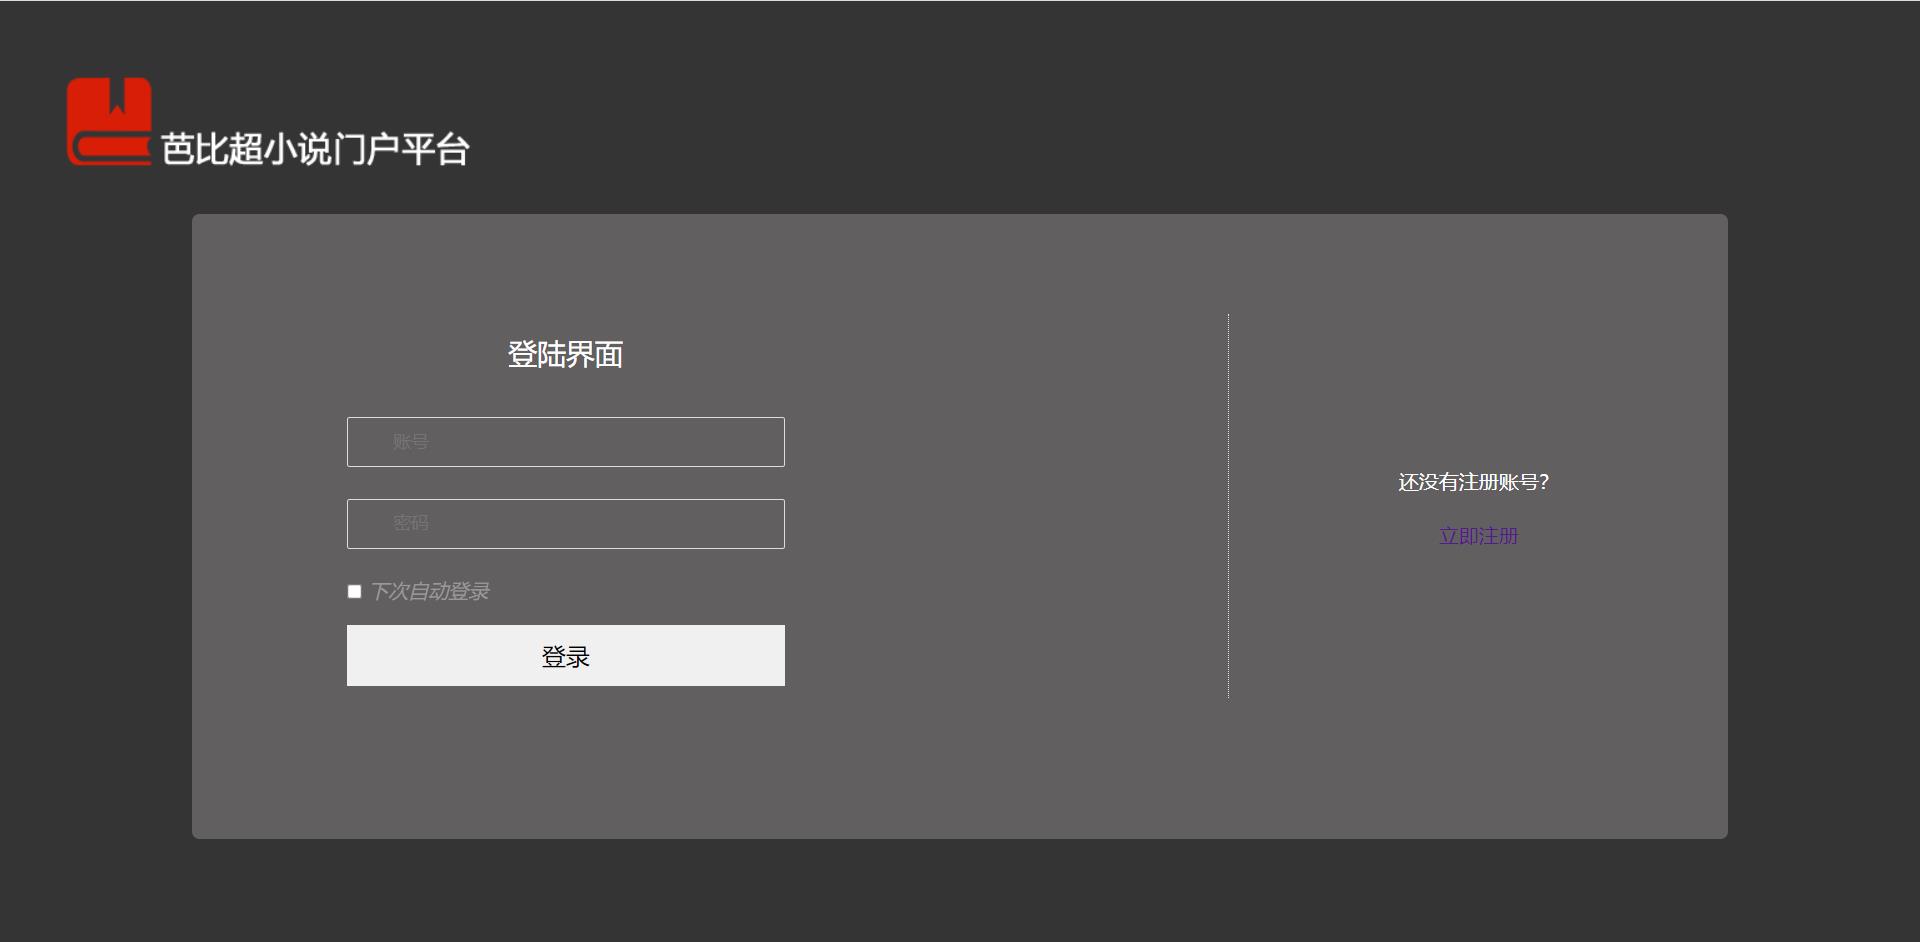 芭比超小说门户平台
登陆界面
账号
密码
下次自动登录
登录
还没有注册账号？
立即注册